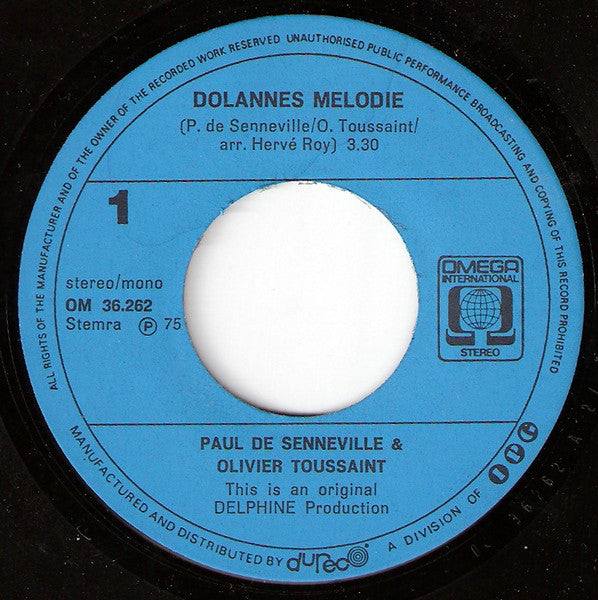 ALL RIGHTS OF THE MANUFACTURER AND OF THE OWNER OF THE RECORDED WORK RESERVED UNAUTHORISED PUBLIC PERFORMANCE BROADCASTING AND COPYING OF THIS RECORD PROHIBITED
DOLANNES MELODIE
(P. de Senneville/O. Toussaint/
arr. Hervé Roy) 3.30
1
stereo/mono
OM 36.262
Stemra Ⓟ 75
OMEGA
INTERNATIONAL
STEREO
PAUL DE SENNEVILLE &
OLIVIER TOUSSAINT
This is an original
DELPHINE Production
MANUFACTURED AND DISTRIBUTED BY dureco A DIVISION OF